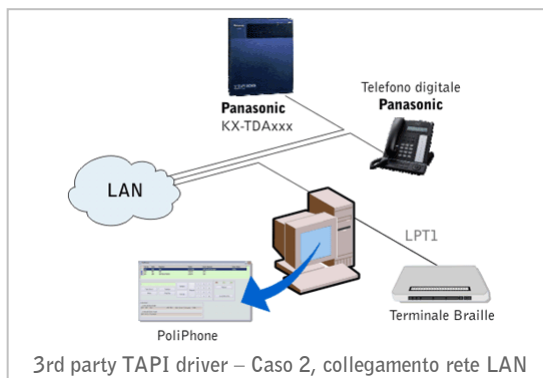 Panasonic
KX-TDAxxx
Telefono digitale
Panasonic
LAN
LPT1
PoliPhone
Terminale Braille
3rd party TAPI driver – Caso 2, collegamento rete LAN